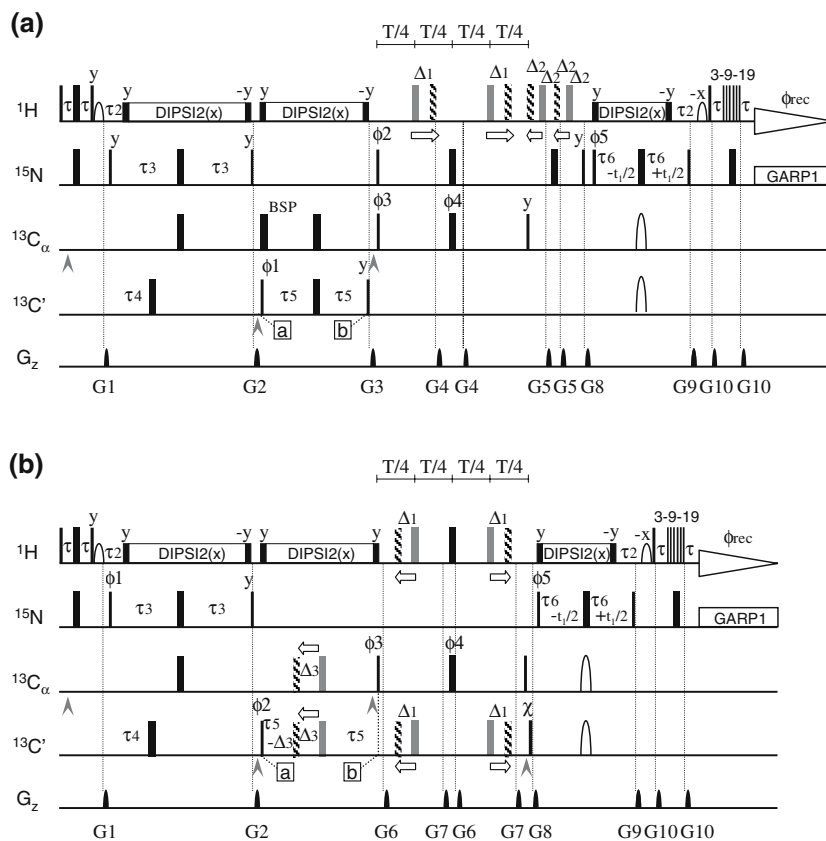 (a)
T/4 T/4 T/4 T/4
Δ1 Δ1 Δ2 Δ2 Δ2 Δ2
y y -y y -y y -y -x 3-9-19
1H τ τ τ2 DIPSI2(x) DIPSI2(x) DIPSI2(x) τ2 τ τ ϕrec
y y ϕ2 y ϕ5
15N τ3 τ3 τ6 -t1/2 τ6 +t1/2 GARP1
BSP ϕ3 ϕ4 y
13Cα
ϕ1 y
13C' τ4 τ5 τ5
a b
Gz
G1 G2 G3 G4 G4 G5 G5 G8 G9 G10 G10
(b)
T/4 T/4 T/4 T/4
y y -y y y Δ1 Δ1 y -y -x 3-9-19
1H τ τ τ2 DIPSI2(x) DIPSI2(x) DIPSI2(x) τ2 τ τ ϕrec
ϕ1 y ϕ5
15N τ3 τ3 τ6 -t1/2 τ6 +t1/2 GARP1
ϕ3 ϕ4
13Cα Δ3
ϕ2 Δ1 Δ1 χ
13C' τ4 τ5 -Δ3 Δ3 τ5
a b
Gz
G1 G2 G6 G7 G6 G7 G8 G9 G10 G10